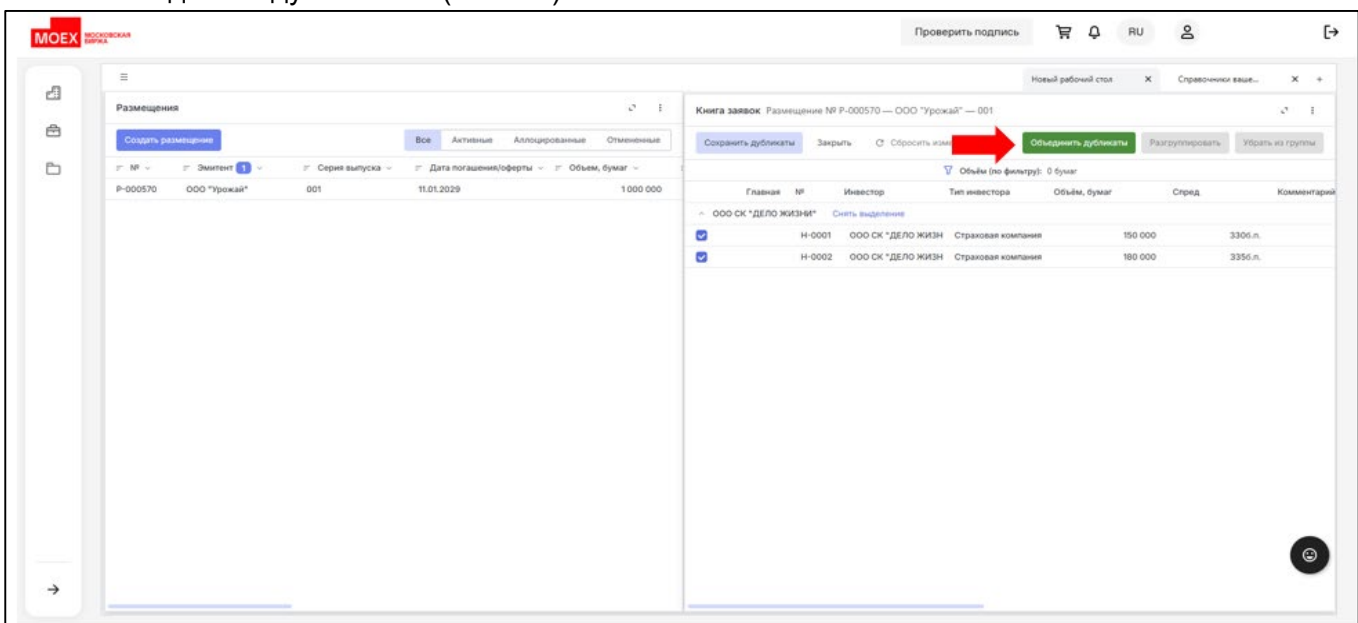 MOEX МОСКОВСКАЯ БИРЖА
Проверить подпись
RU
Новый рабочий стол
Справочники ваше...
Размещения
Книга заявок Размещение № Р-000570 — ООО "Урожай" — 001
Создать размещение
Все Активные Аллоцированные Отмененные
Сохранить дубликаты Закрыть Сбросить изм
Объединить дубликаты Разгруппировать Убрать из группы
№ Эмитент 1 Серия выпуска Дата погашения/оферты Объем, бумаг
Объём (по фильтру): 0 бумаг
Р-000570 ООО "Урожай" 001 11.01.2029 1 000 000
Главная № Инвестор Тип инвестора Объём, бумаг Спред Комментарий
ООО СК "ДЕЛО ЖИЗНИ" Снять выделение
Н-0001 ООО СК "ДЕЛО ЖИЗН Страховая компания 150 000 330б.п.
Н-0002 ООО СК "ДЕЛО ЖИЗН Страховая компания 180 000 335б.п.